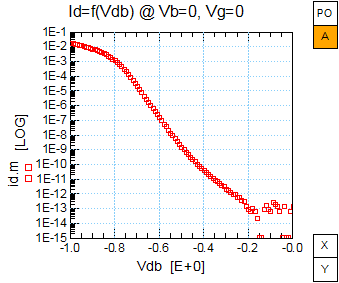 Id=f(Vdb) @ Vb=0, Vg=0
PO
A
1E-1
1E-2
1E-3
1E-4
1E-5
1E-6
1E-7
1E-8
1E-9
1E-10
1E-11
1E-12
1E-13
1E-14
1E-15
id.m [LOG]
-1.0 -0.8 -0.6 -0.4 -0.2 -0.0
Vdb [E+0]
X
Y